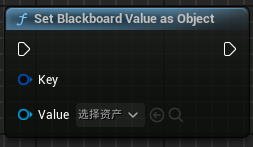 Set Blackboard Value as Object
Key
Value 选择资产